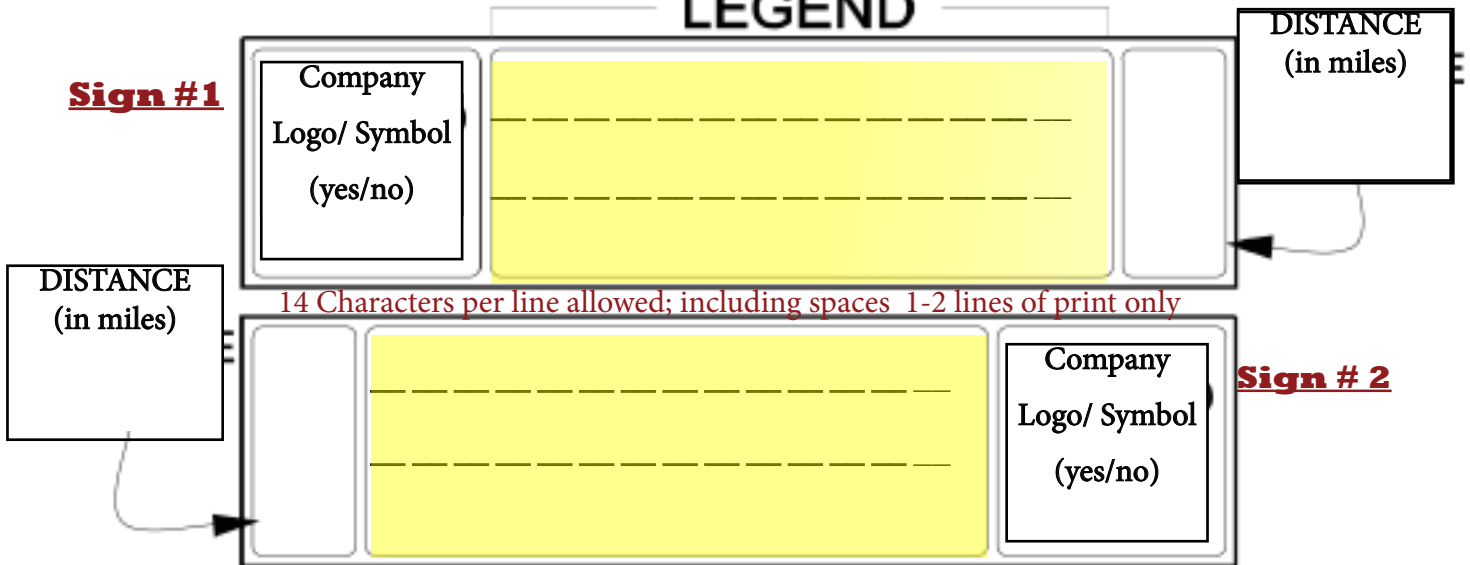 LEGEND
DISTANCE
(in miles)
Sign #1
Company
Logo/ Symbol
(yes/no)
14 Characters per line allowed; including spaces 1-2 lines of print only
DISTANCE
(in miles)
Company
Logo/ Symbol
(yes/no)
Sign # 2